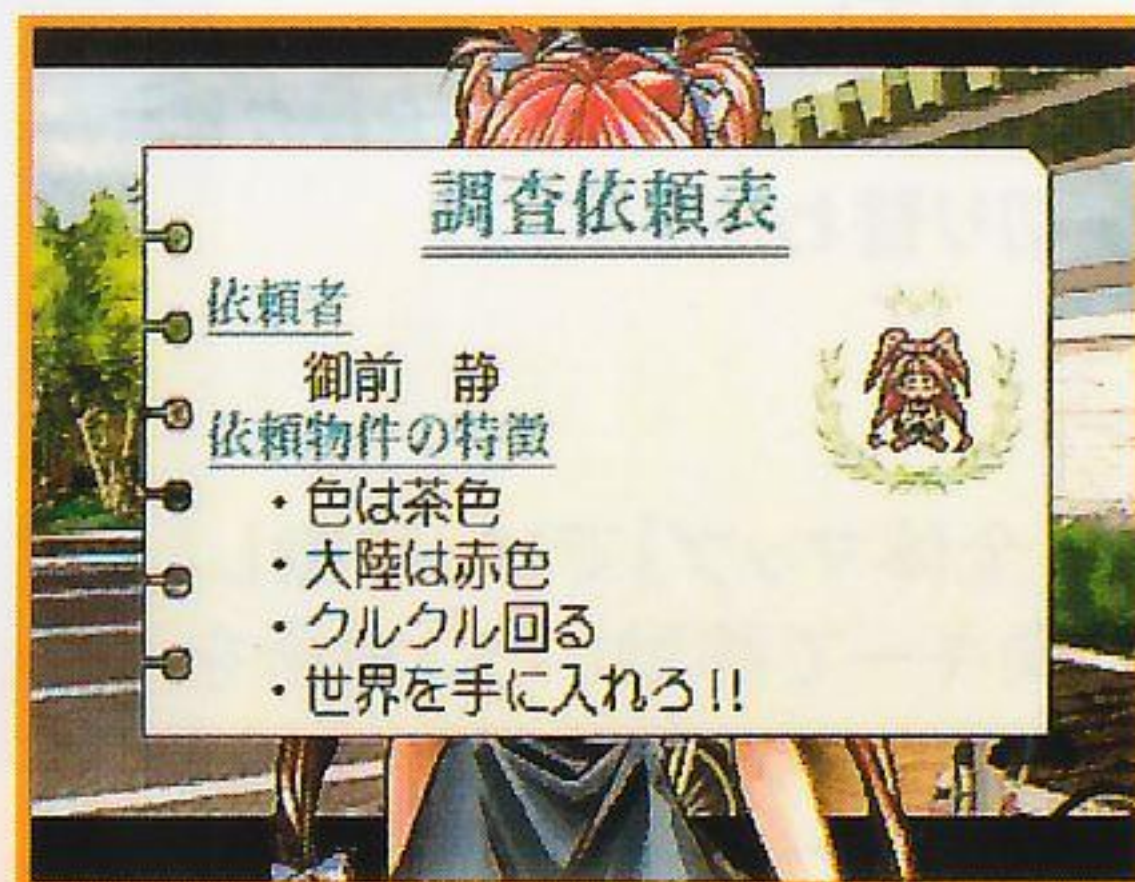 調査依頼表
依頼者
御前 静
依頼物件の特徴
・色は茶色
・大陸は赤色
・クルクル回る
・世界を手に入れろ!!